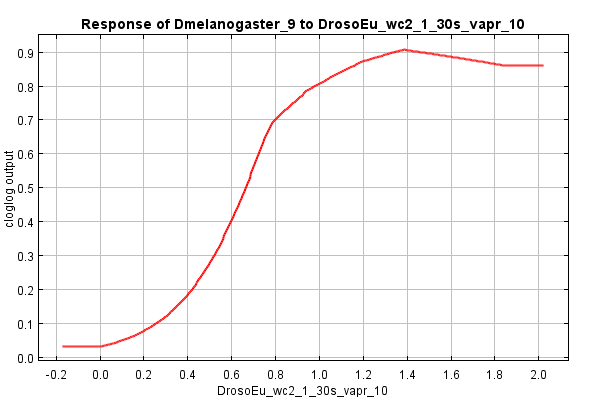 Response of Dmelanogaster_9 to DrosoEu_wc2_1_30s_vapr_10
cloglog output
0.9
0.8
0.7
0.6
0.5
0.4
0.3
0.2
0.1
0.0
-0.2 0.0 0.2 0.4 0.6 0.8 1.0 1.2 1.4 1.6 1.8 2.0
DrosoEu_wc2_1_30s_vapr_10